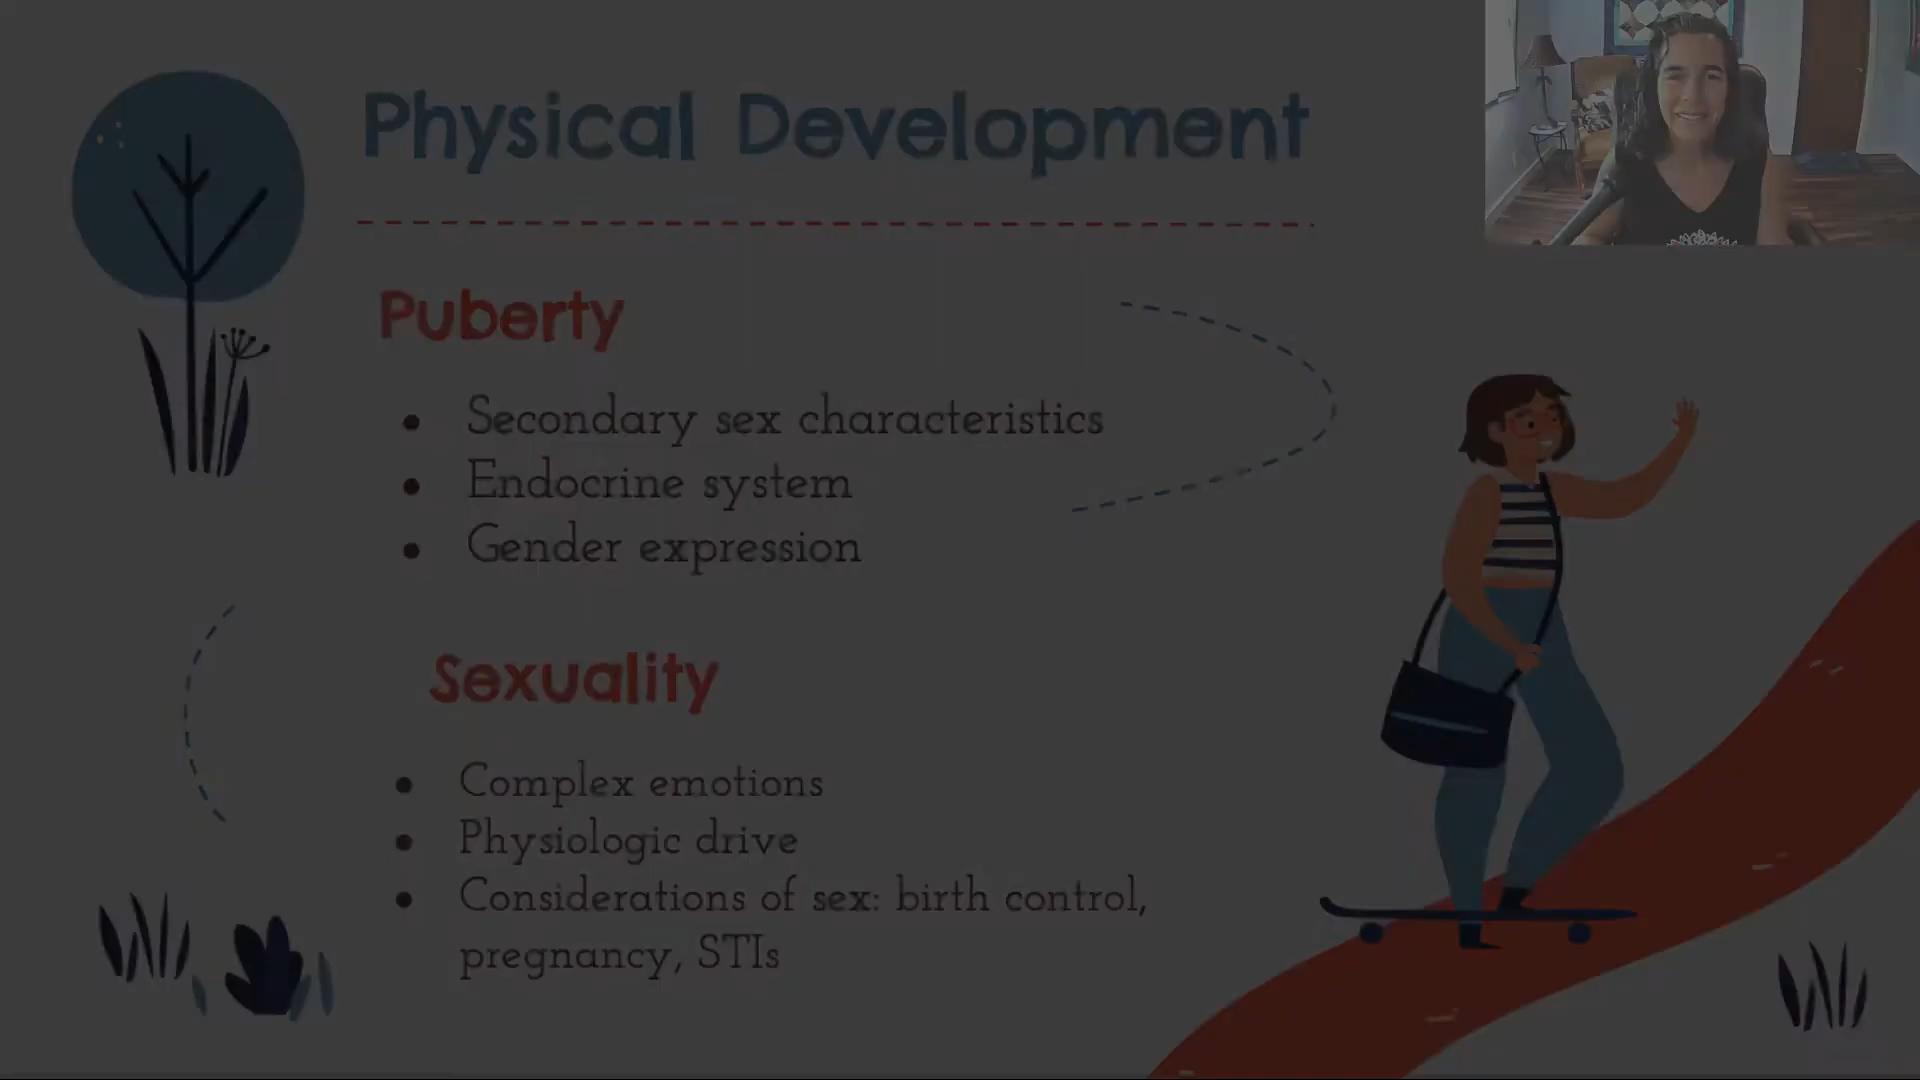 Physical Development
Puberty
● Secondary sex characteristics
● Endocrine system
● Gender expression
Sexuality
● Complex emotions
● Physiologic drive
● Considerations of sex: birth control,
pregnancy, STIs